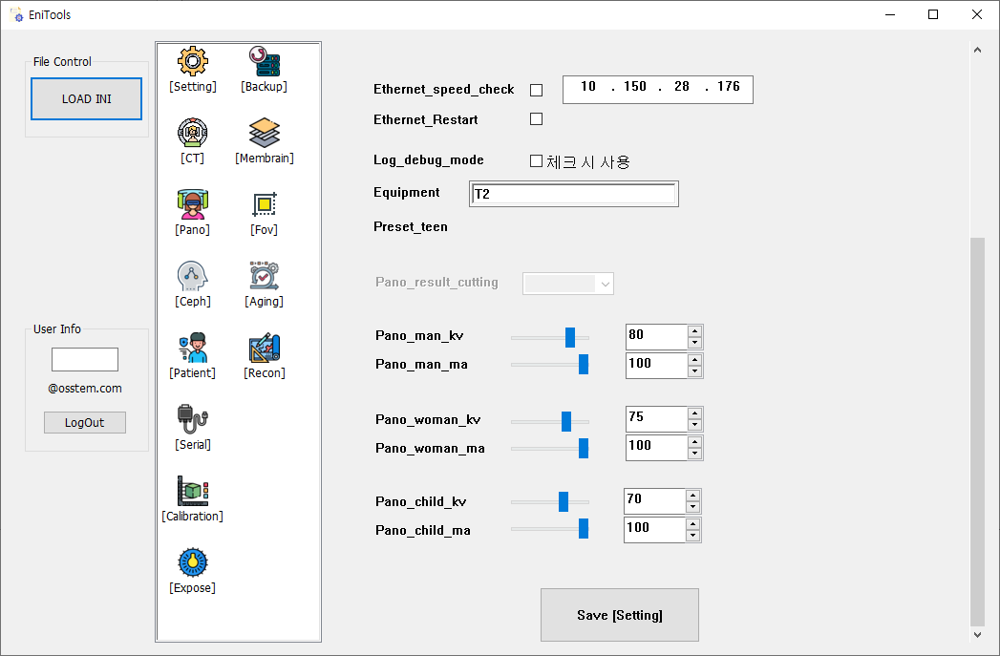 EniTools
File Control
LOAD INI
User Info
@osstem.com
LogOut
[Setting] [Backup]
[CT] [Membrain]
[Pano] [Fov]
[Ceph] [Aging]
[Patient] [Recon]
[Serial]
[Calibration]
[Expose]
Ethernet_speed_check 10 . 150 . 28 . 176
Ethernet_Restart
Log_debug_mode 체크 시 사용
Equipment T2
Preset_teen
Pano_result_cutting
Pano_man_kv 80
Pano_man_ma 100
Pano_woman_kv 75
Pano_woman_ma 100
Pano_child_kv 70
Pano_child_ma 100
Save [Setting]